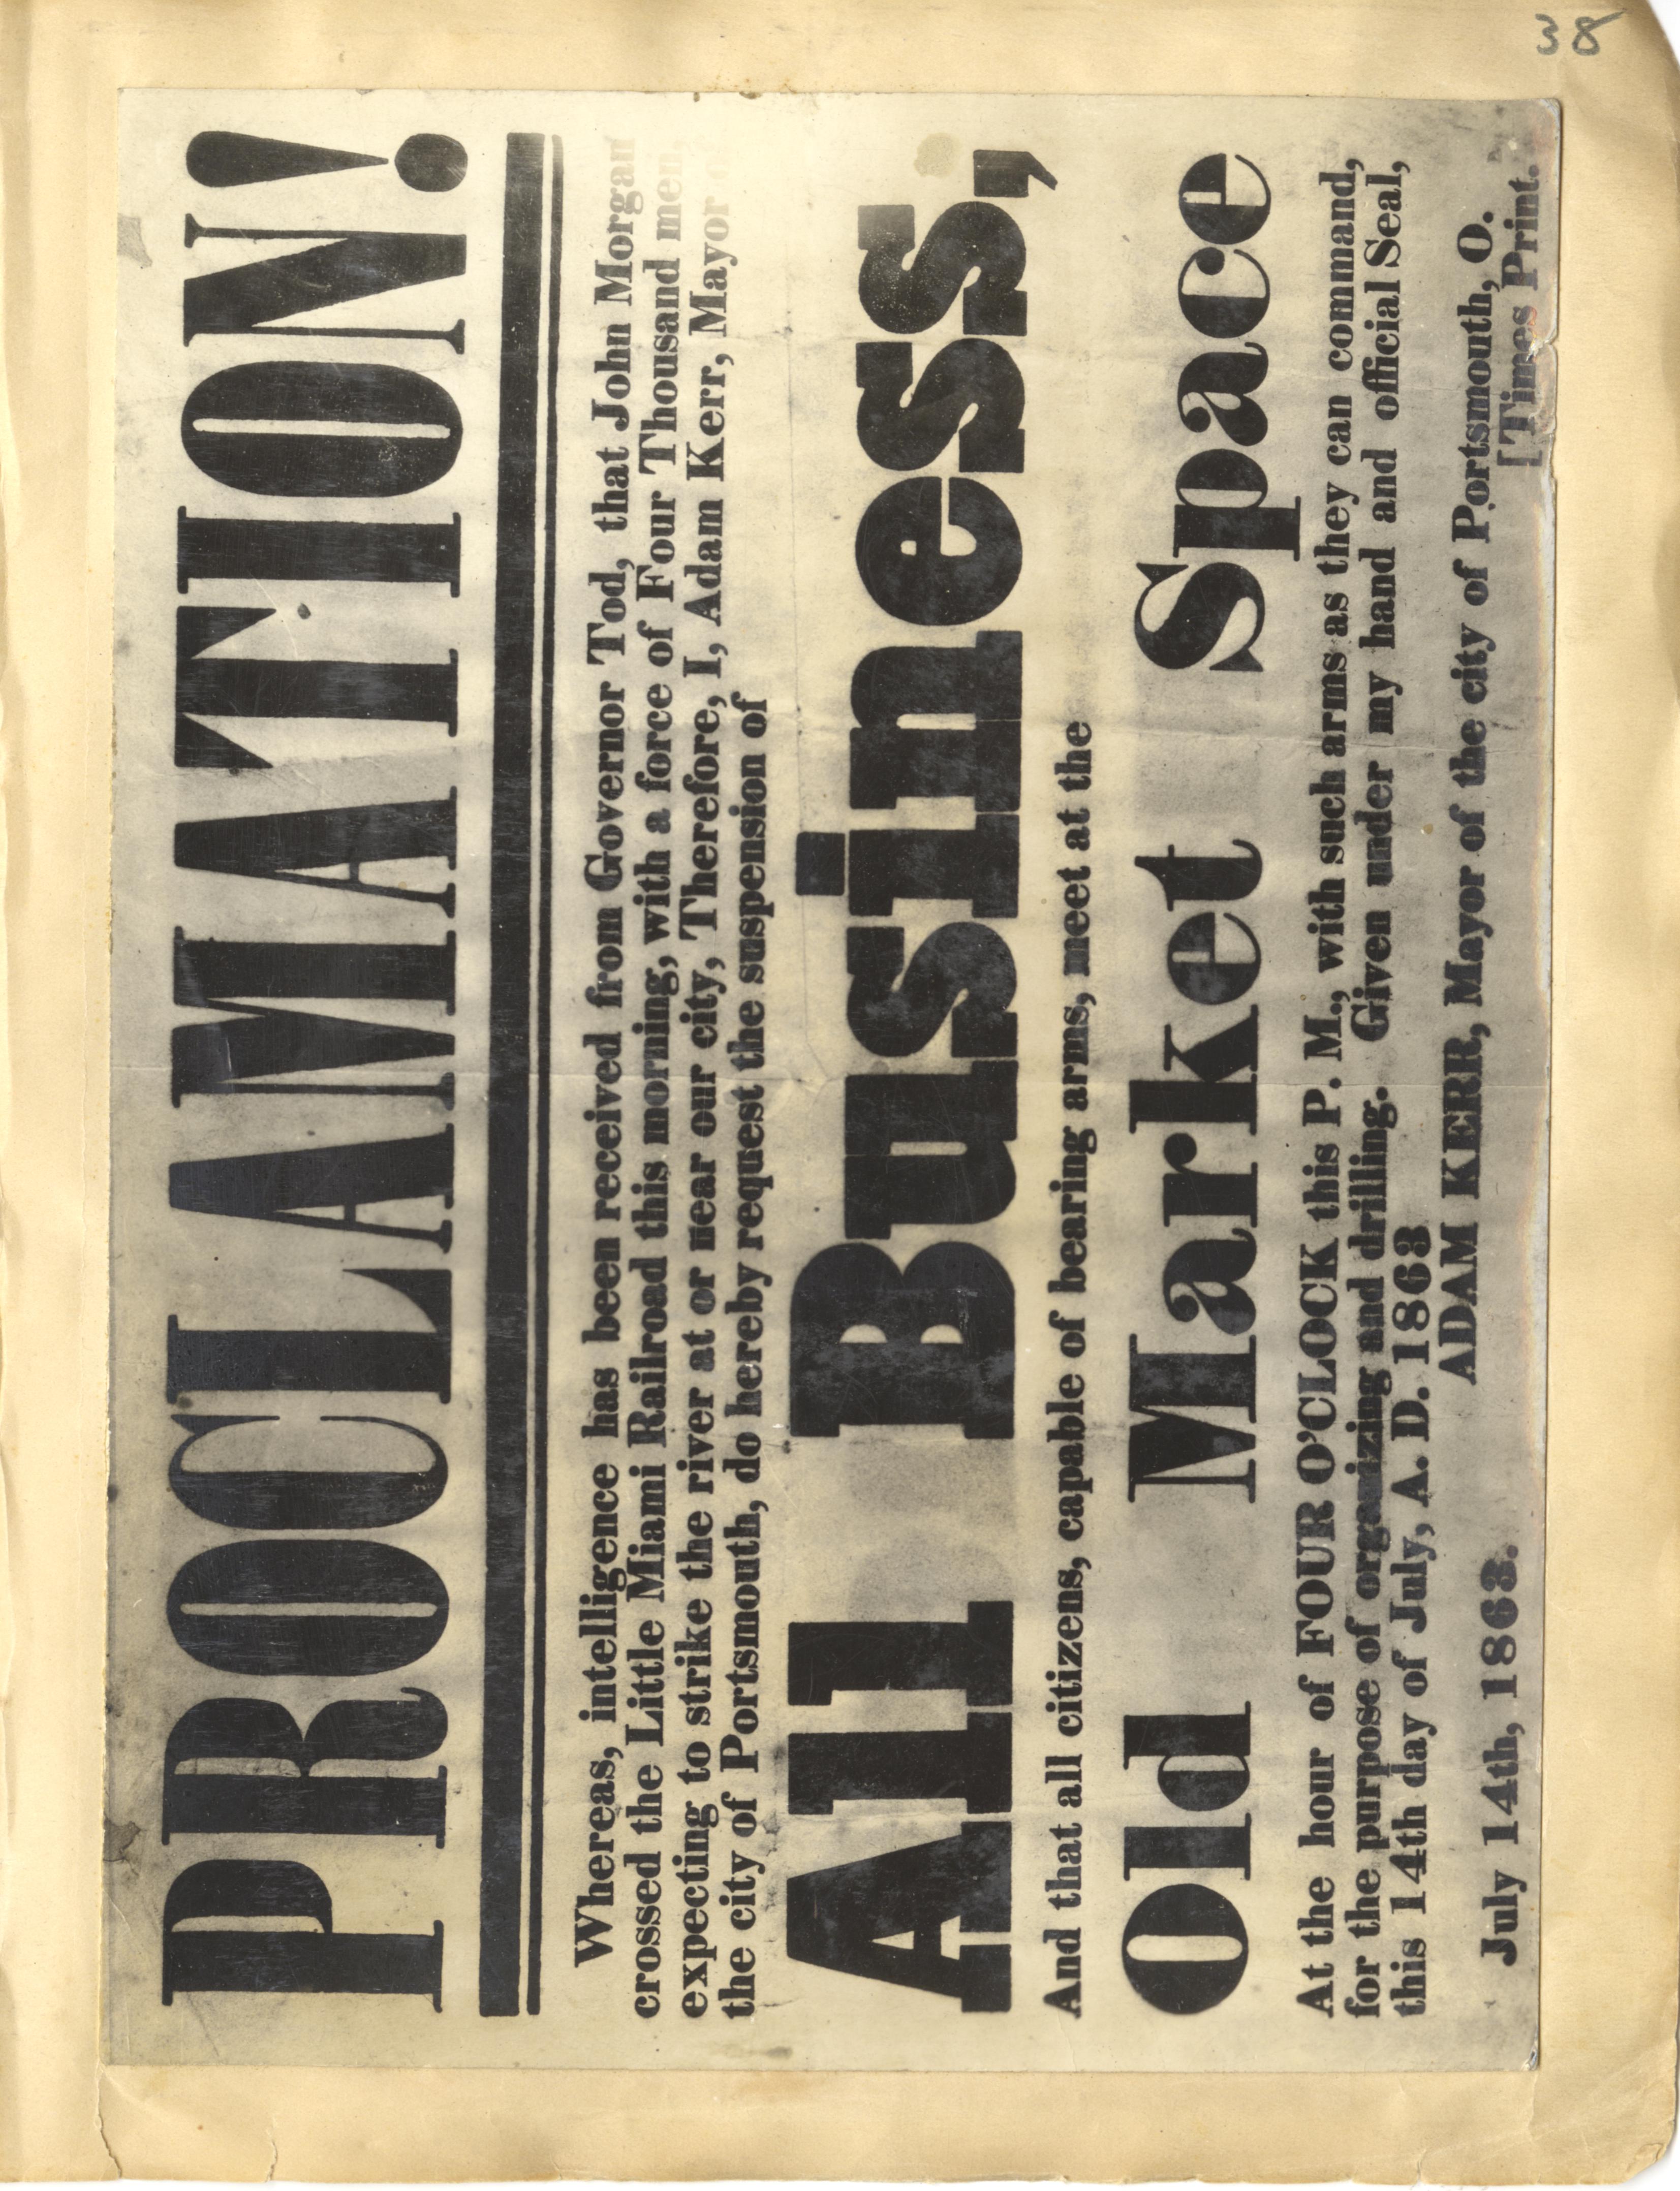 38
PROCLAMATION!
Whereas, intelligence has been received from Governor Tod, that John Morgan
crossed the Little Miami Railroad this morning, with a force of Four Thousand men,
expecting to strike the river at or near our city, Therefore, I, Adam Kerr, Mayor
the city of Portsmouth, do hereby request the suspension of
All Business,
And that all citizens, capable of bearing arms, meet at the
Old Market Space
At the hour of FOUR O'CLOCK this P. M., with such arms as they can command,
for the purpose of organizing and drilling. Given under my hand and official Seal,
this 14th day of July, A. D. 1863
ADAM KERR, Mayor of the city of Portsmouth, O.
July 14th, 1863.
[Times Print.